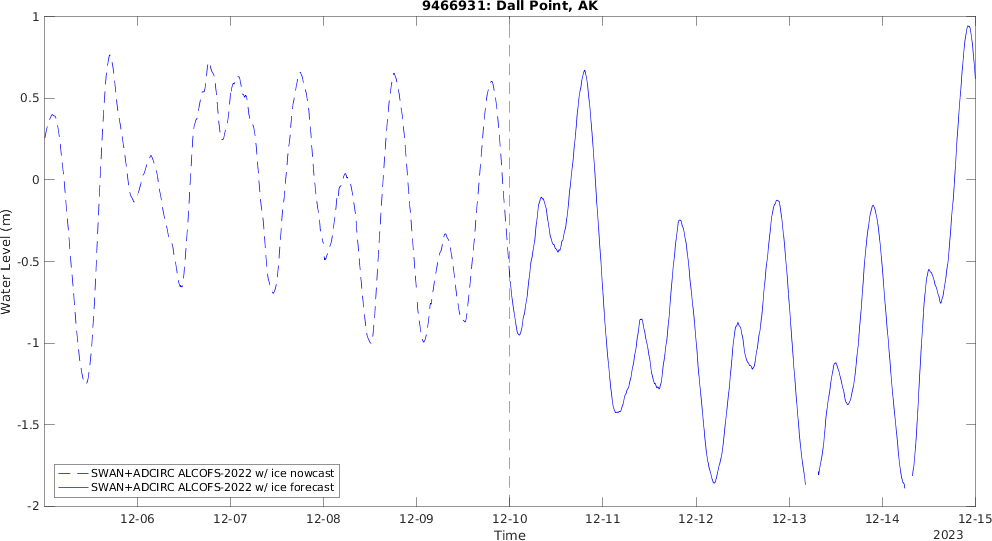 9466931: Dall Point, AK
1
0.5
0
-0.5
-1
-1.5
-2
Water Level (m)
SWAN+ADCIRC ALCOFS-2022 w/ ice nowcast
SWAN+ADCIRC ALCOFS-2022 w/ ice forecast
12-06 12-07 12-08 12-09 12-10 12-11 12-12 12-13 12-14 12-15
Time
2023